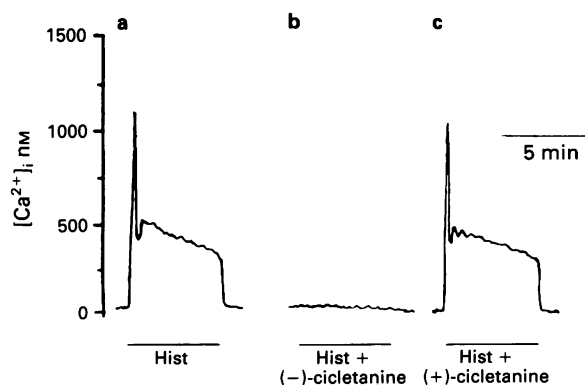 a
b
c
1500
1000
500
0
[Ca²⁺]ᵢ nM
5 min
Hist
Hist +
(−)-cicletanine
Hist +
(+)-cicletanine